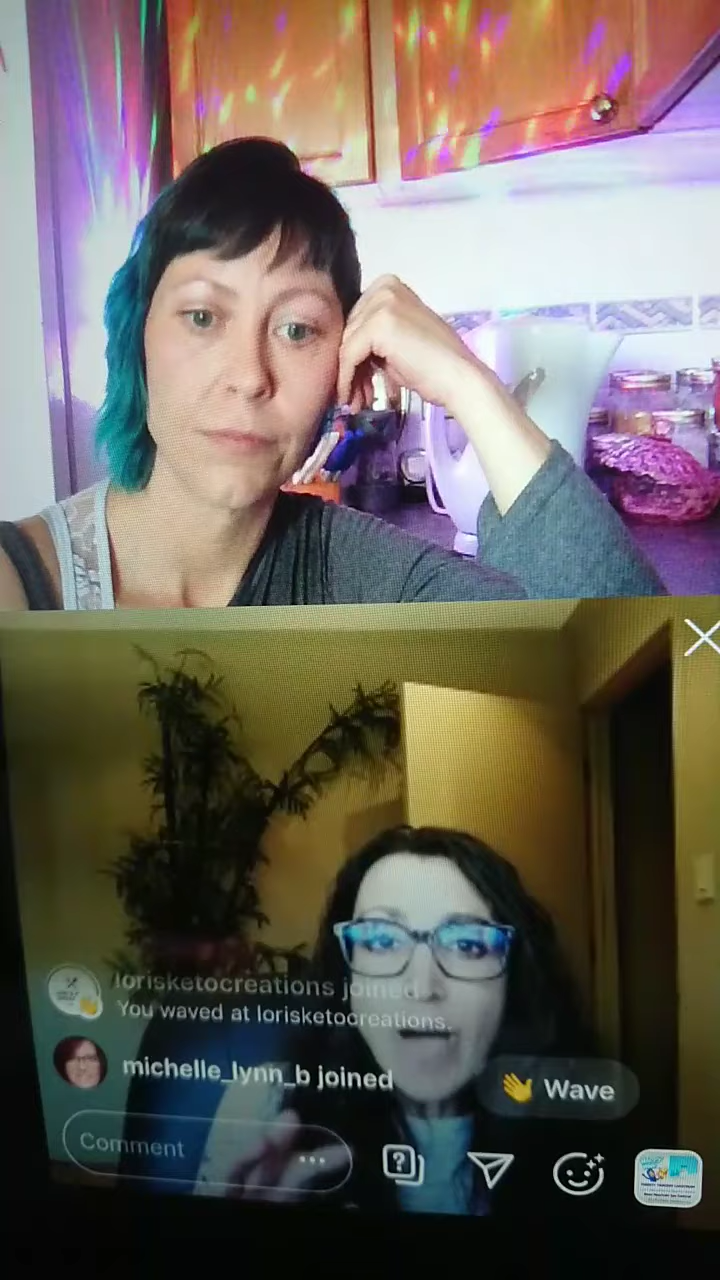 lorisketocreations joined
You waved at lorisketocreations.
michelle_lynn_b joined
Wave
Comment